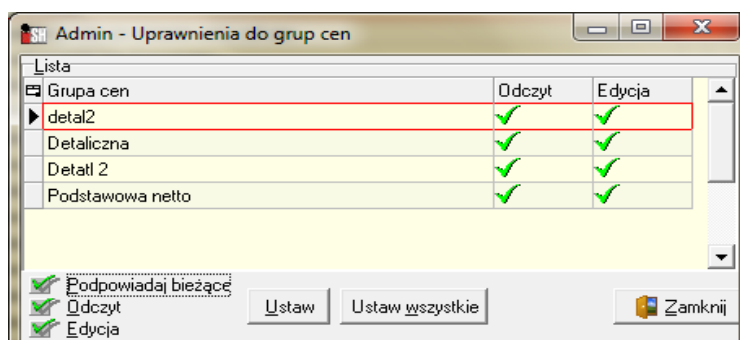 SH Admin - Uprawnienia do grup cen
Lista
Grupa cen Odczyt Edycja
detal2
Detaliczna
Detatl 2
Podstawowa netto
Podpowiadaj bieżące
Odczyt
Edycja
Ustaw Ustaw wszystkie Zamknij